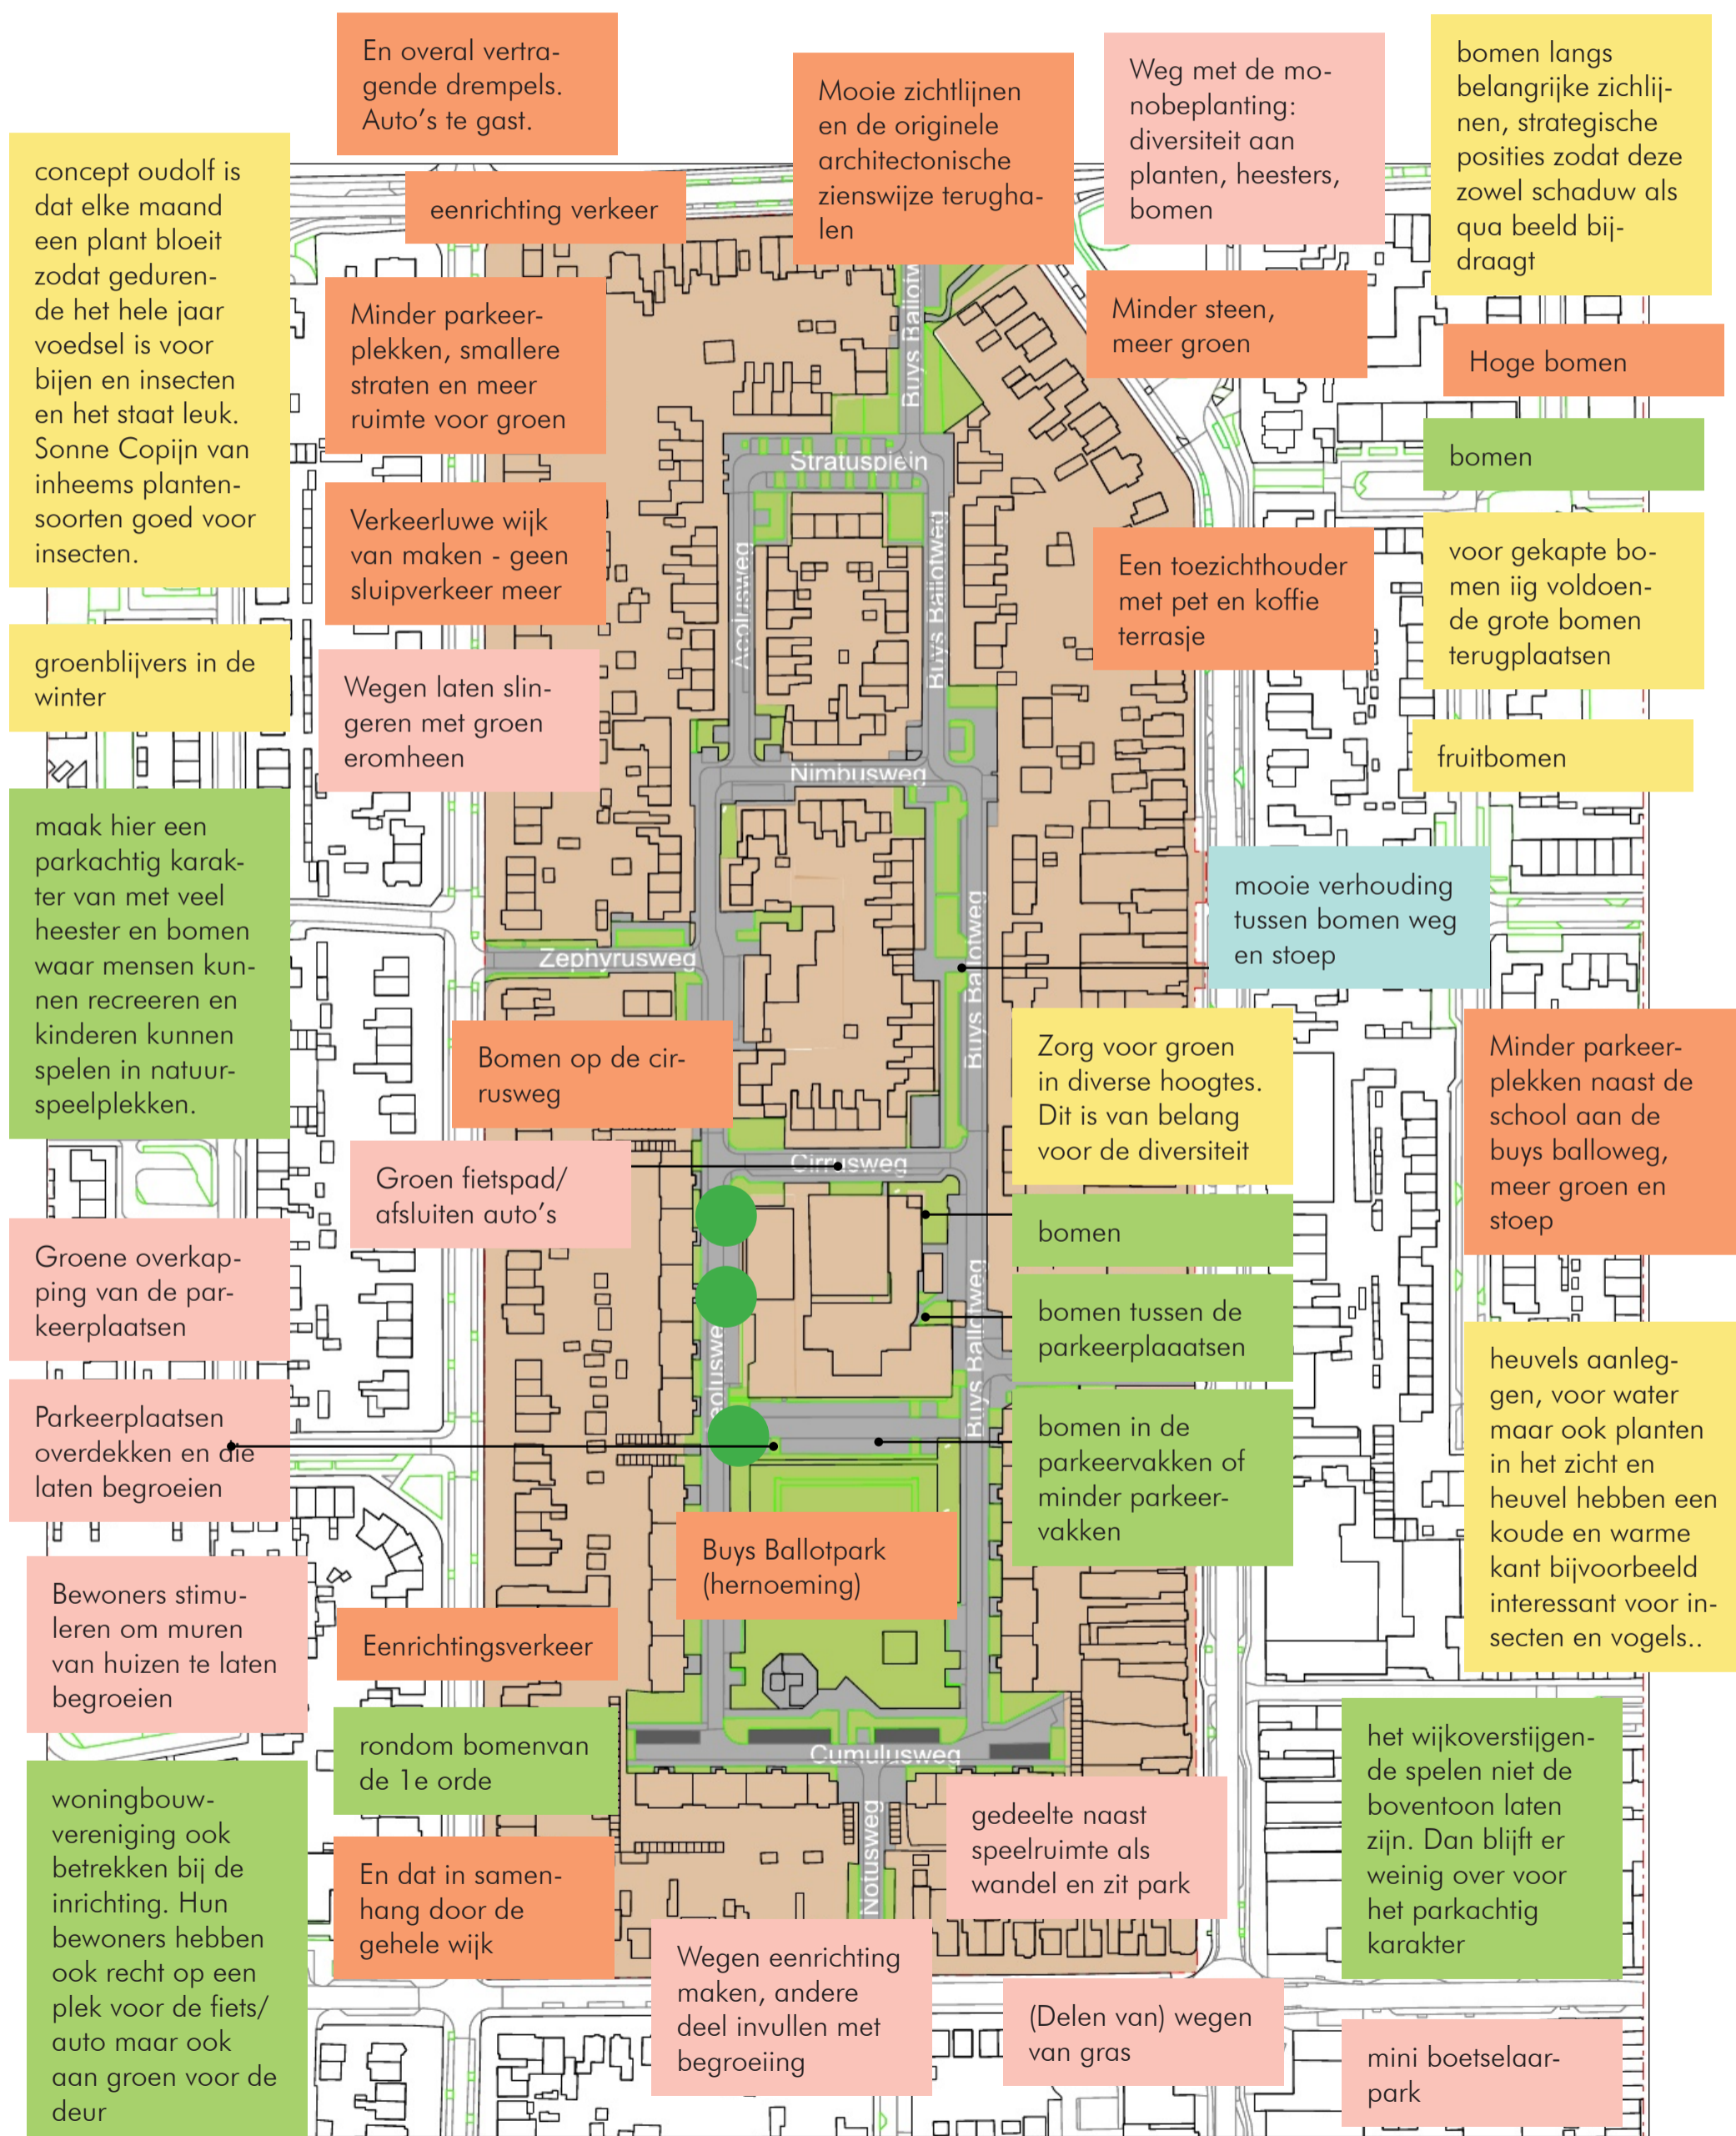 En overal vertra-
gende drempels.
Auto's te gast.
Mooie zichtlijnen
en de originele
architectonische
zienswijze terugha-
len
Weg met de mo-
nobeplanting:
diversiteit aan
planten, heesters,
bomen
bomen langs
belangrijke zichlij-
nen, strategische
posities zodat deze
zowel schaduw als
qua beeld bij-
draagt
concept oudolf is
dat elke maand
een plant bloeit
zodat geduren-
de het hele jaar
voedsel is voor
bijen en insecten
en het staat leuk.
Sonne Copijn van
inheems planten-
soorten goed voor
insecten.
eenrichting verkeer
Minder parkeer-
plekken, smallere
straten en meer
ruimte voor groen
Minder steen,
meer groen
Hoge bomen
bomen
Buys Ballotw
Stratusplein
Verkeerluwe wijk
van maken - geen
sluipverkeer meer
Aeolusweg
Buys Ballotweg
Een toezichthouder
met pet en koffie
terrasje
voor gekapte bo-
men iig voldoen-
de grote bomen
terugplaatsen
groenblijvers in de
winter
Wegen laten slin-
geren met groen
eromheen
fruitbomen
Nimbusweg
maak hier een
parkachtig karak-
ter van met veel
heester en bomen
waar mensen kun-
nen recreeren en
kinderen kunnen
spelen in natuur-
speelplekken.
mooie verhouding
tussen bomen weg
en stoep
Zephyrusweg
Buys Ballotweg
Bomen op de cir-
rusweg
Zorg voor groen
in diverse hoogtes.
Dit is van belang
voor de diversiteit
Minder parkeer-
plekken naast de
school aan de
buys balloweg,
meer groen en
stoep
Groen fietspad/
afsluiten auto's
Cirrusweg
bomen
Groene overkap-
ping van de par-
keerplaatsen
bomen tussen de
parkeerplaaatsen
eolusweg
Buys Ballotweg
Parkeerplaatsen
overdekken en die
laten begroeien
bomen in de
parkeervakken of
minder parkeer-
vakken
heuvels aanleg-
gen, voor water
maar ook planten
in het zicht en
heuvel hebben een
koude en warme
kant bijvoorbeeld
interessant voor in-
secten en vogels..
Buys Ballotpark
(hernoeming)
Bewoners stimu-
leren om muren
van huizen te laten
begroeien
Eenrichtingsverkeer
rondom bomenvan
de 1e orde
Cumulusweg
het wijkoverstijgen-
de spelen niet de
boventoon laten
zijn. Dan blijft er
weinig over voor
het parkachtig
karakter
woningbouw-
vereniging ook
betrekken bij de
inrichting. Hun
bewoners hebben
ook recht op een
plek voor de fiets/
auto maar ook
aan groen voor de
deur
En dat in samen-
hang door de
gehele wijk
Notusweg
gedeelte naast
speelruimte als
wandel en zit park
Wegen eenrichting
maken, andere
deel invullen met
begroeiing
(Delen van) wegen
van gras
mini boetselaar-
park